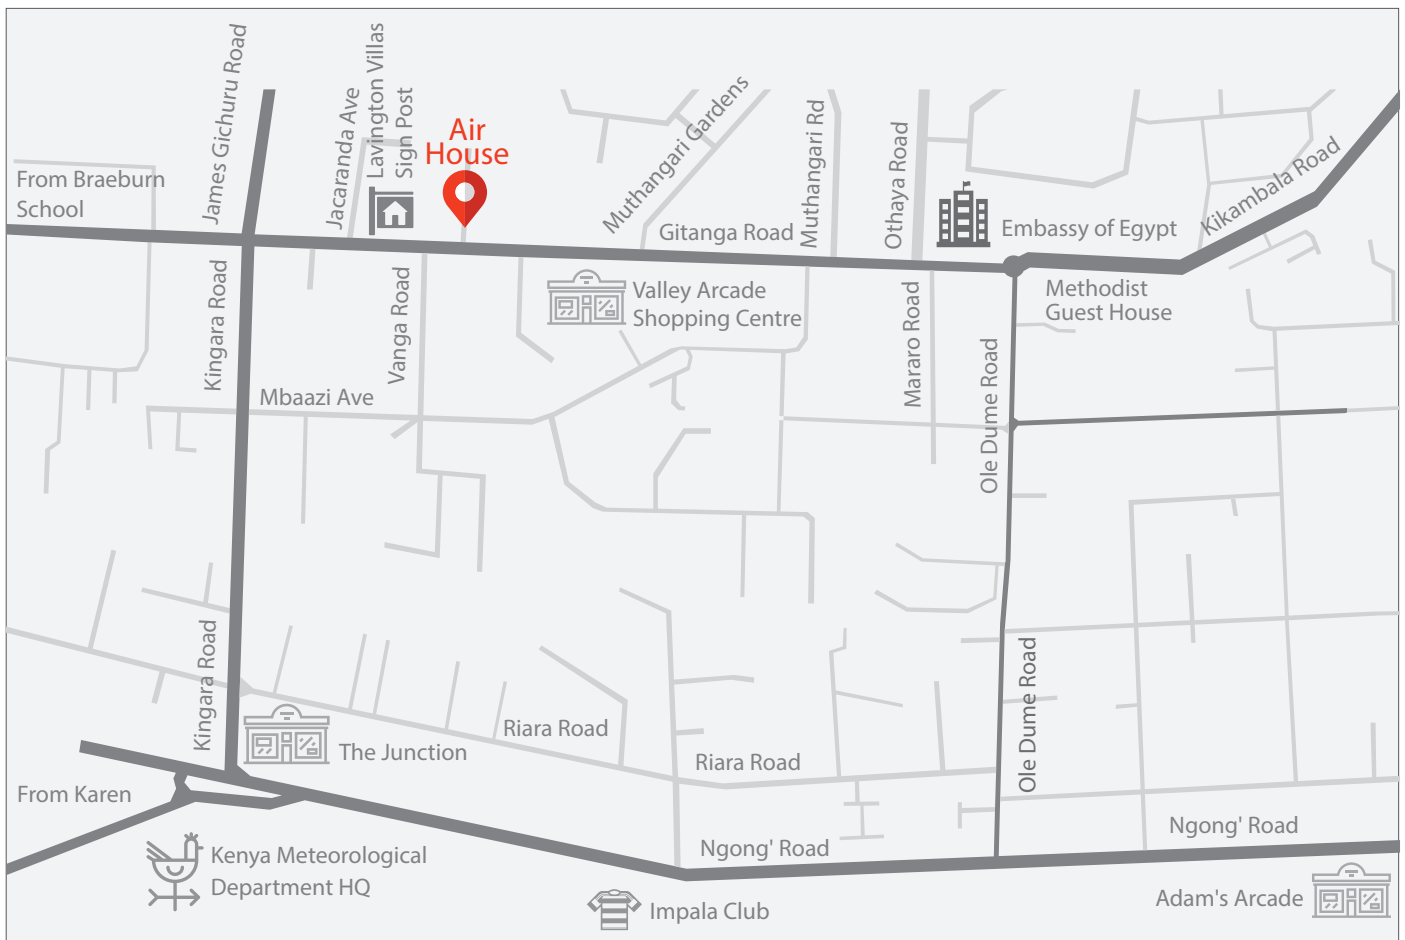 James Gichuru Road
Jacaranda Ave
Lavington Villas
Sign Post
Air
House
Muthangari Gardens
Muthangari Rd
Othaya Road
Kikambala Road
From Braeburn
School
Gitanga Road
Embassy of Egypt
Kingara Road
Vanga Road
Valley Arcade
Shopping Centre
Mararo Road
Ole Dume Road
Methodist
Guest House
Mbaazi Ave
Kingara Road
The Junction
Riara Road
Riara Road
Ole Dume Road
From Karen
Ngong' Road
Ngong' Road
Kenya Meteorological
Department HQ
Impala Club
Adam's Arcade